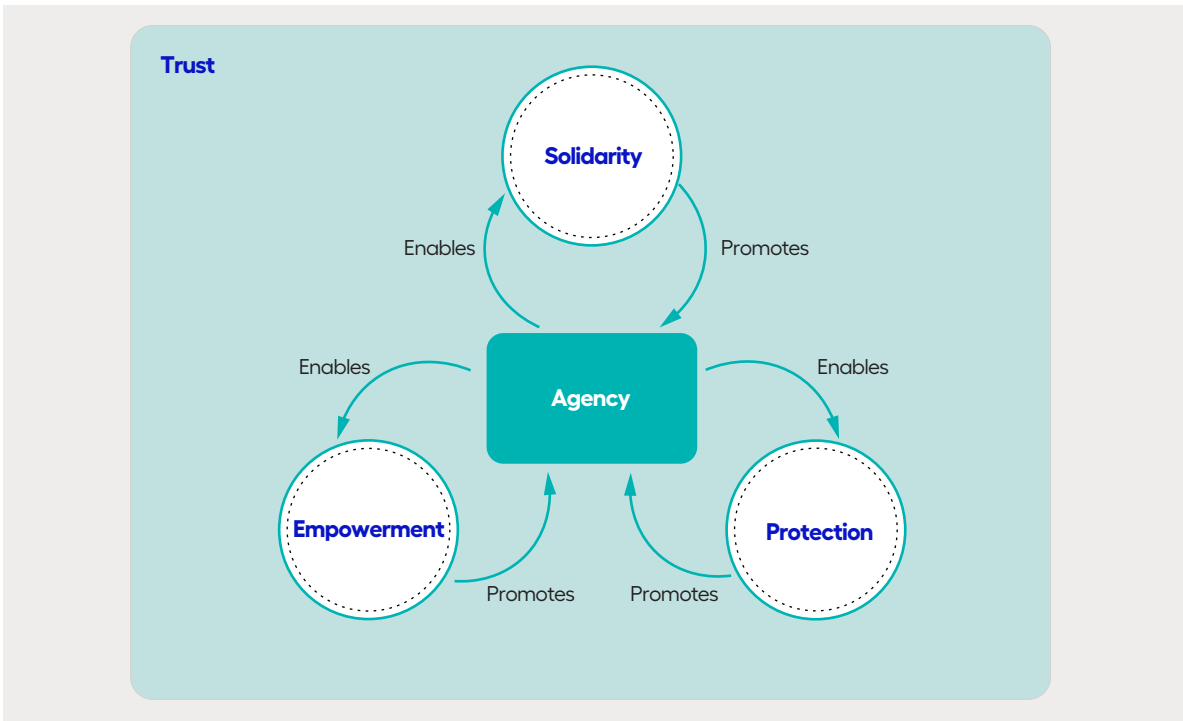 Trust
Solidarity
Enables
Promotes
Enables
Enables
Agency
Empowerment
Protection
Promotes
Promotes